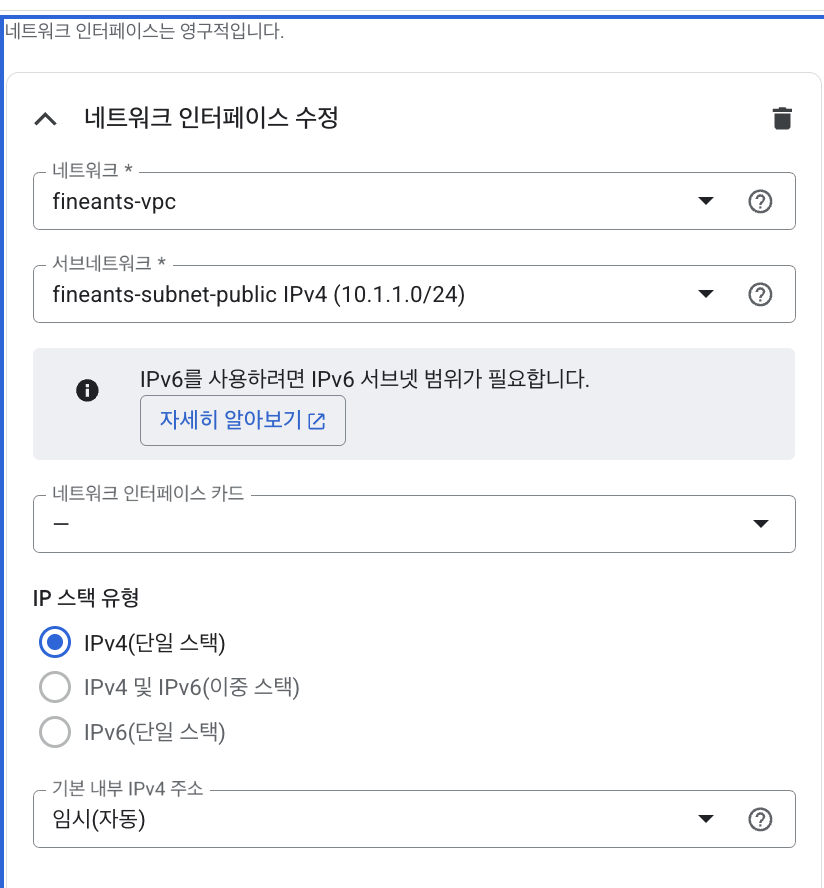 네트워크 인터페이스는 영구적입니다.
네트워크 인터페이스 수정
네트워크 *
fineants-vpc
서브네트워크 *
fineants-subnet-public IPv4 (10.1.1.0/24)
IPv6를 사용하려면 IPv6 서브넷 범위가 필요합니다.
자세히 알아보기
네트워크 인터페이스 카드
–
IP 스택 유형
IPv4(단일 스택)
IPv4 및 IPv6(이중 스택)
IPv6(단일 스택)
기본 내부 IPv4 주소
임시(자동)